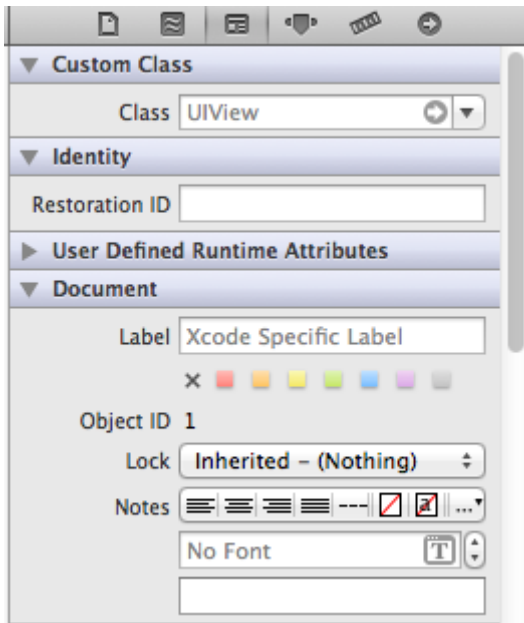 Custom Class
Class UIView
Identity
Restoration ID
User Defined Runtime Attributes
Document
Label Xcode Specific Label
Object ID 1
Lock Inherited – (Nothing)
Notes --- a ...
No Font T